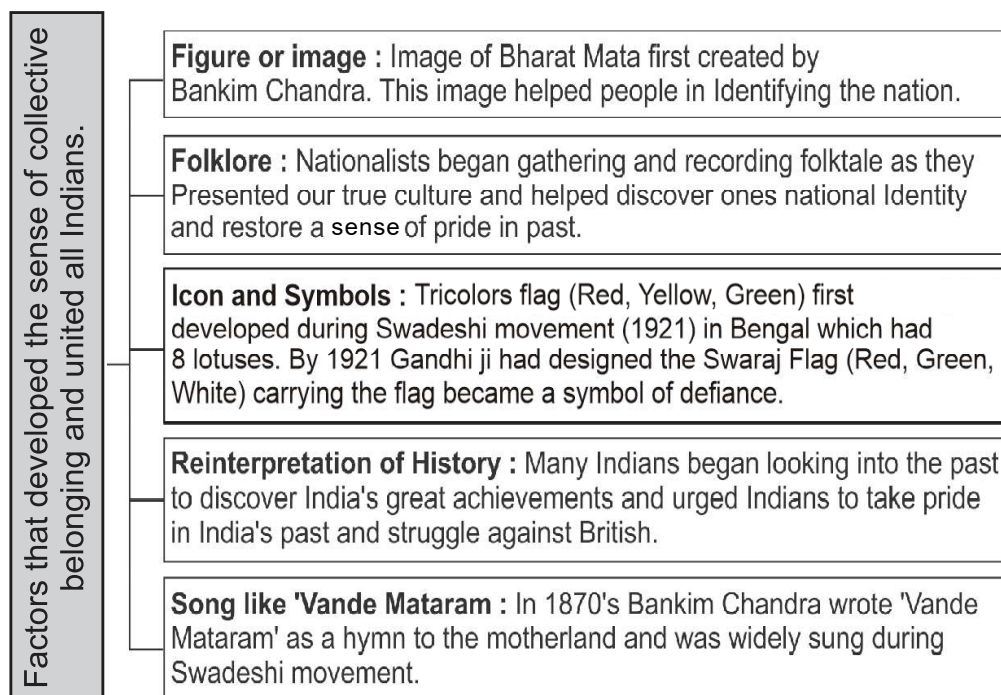 Factors that developed the sense of collective
belonging and united all Indians.
Figure or image : Image of Bharat Mata first created by
Bankim Chandra. This image helped people in Identifying the nation.
Folklore : Nationalists began gathering and recording folktale as they
Presented our true culture and helped discover ones national Identity
and restore a sense of pride in past.
Icon and Symbols : Tricolors flag (Red, Yellow, Green) first
developed during Swadeshi movement (1921) in Bengal which had
8 lotuses. By 1921 Gandhi ji had designed the Swaraj Flag (Red, Green,
White) carrying the flag became a symbol of defiance.
Reinterpretation of History : Many Indians began looking into the past
to discover India's great achievements and urged Indians to take pride
in India's past and struggle against British.
Song like 'Vande Mataram : In 1870's Bankim Chandra wrote 'Vande
Mataram' as a hymn to the motherland and was widely sung during
Swadeshi movement.